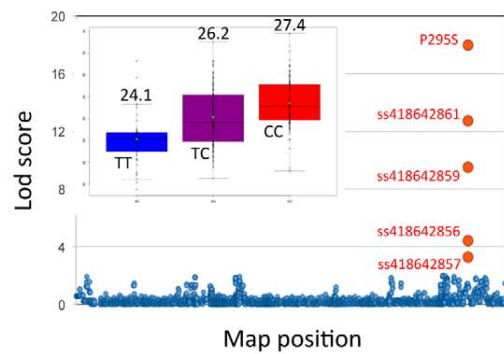 20
16
12
8
4
0
Lod score
Map position
24.1
26.2
27.4
TT
TC
CC
P295S
ss418642861
ss418642859
ss418642856
ss418642857